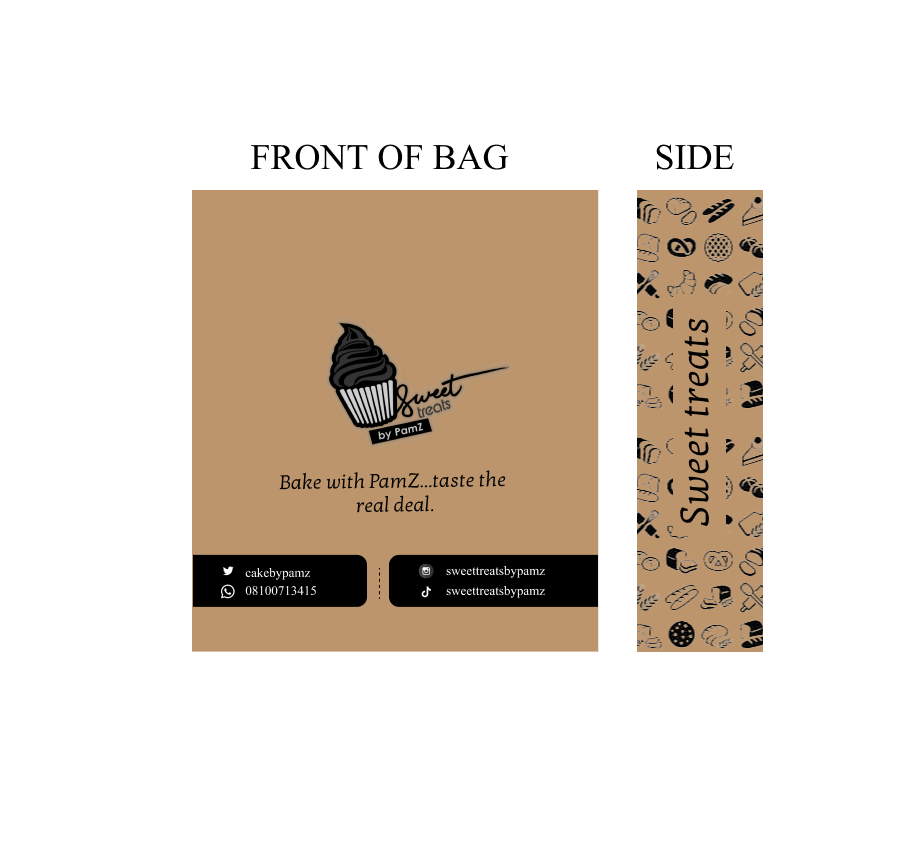 FRONT OF BAG
SIDE
Sweet
treats
by PamZ
Bake with PamZ...taste the
real deal.
cakebypamz
08100713415
sweettreatsbypamz
sweettreatsbypamz
Sweet treats